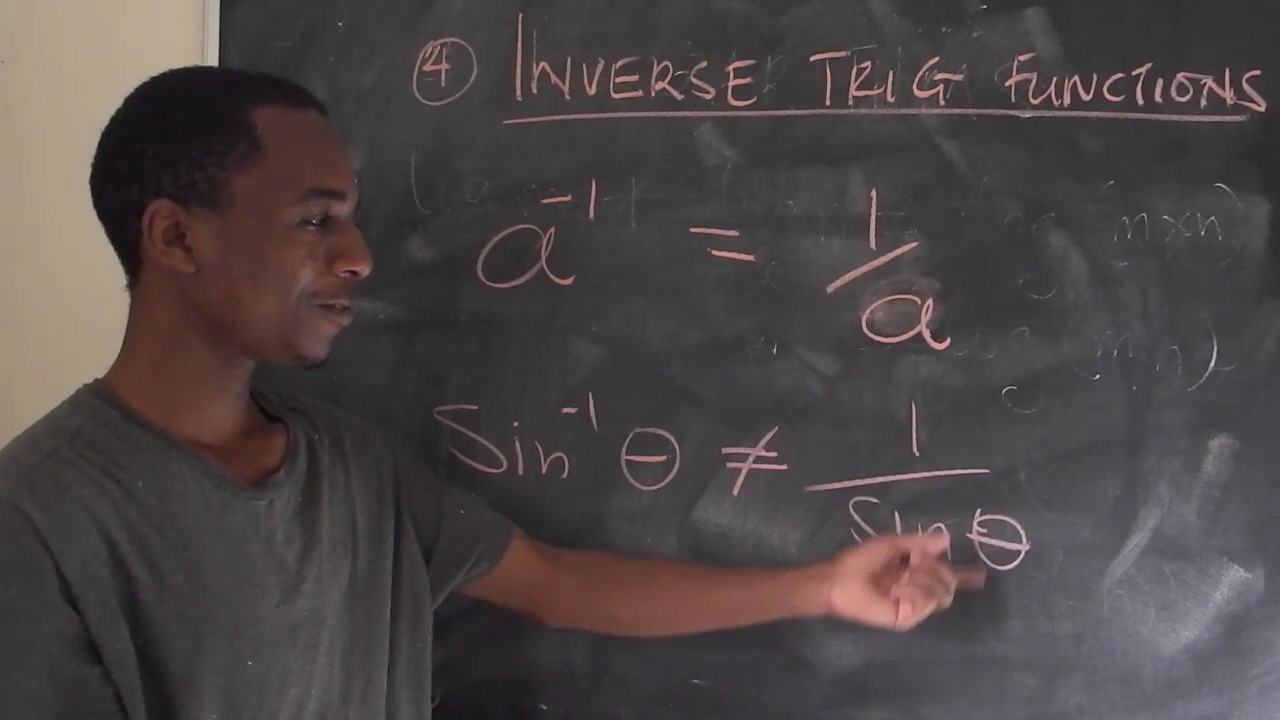 ④ INVERSE TRIG FUNCTIONS
a⁻¹ = 1/a
Sin⁻¹ θ ≠ 1/Sin θ
(m×n)
(m,n)